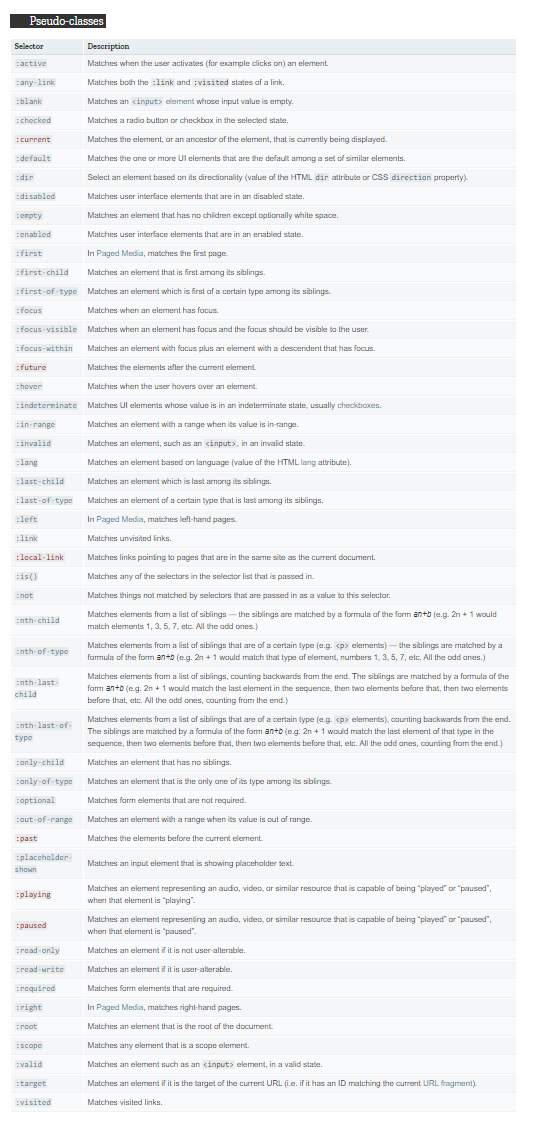 Pseudo-classes
Selector Description
:active Matches when the user activates (for example clicks on) an element.
:any-link Matches both the :link and :visited states of a link.
:blank Matches an <input> element whose input value is empty.
:checked Matches a radio button or checkbox in the selected state.
:current Matches the element, or an ancestor of the element, that is currently being displayed.
:default Matches the one or more UI elements that are the default among a set of similar elements.
:dir Select an element based on its directionality (value of the HTML dir attribute or CSS direction property).
:disabled Matches user interface elements that are in an disabled state.
:empty Matches an element that has no children except optionally white space.
:enabled Matches user interface elements that are in an enabled state.
:first In Paged Media, matches the first page.
:first-child Matches an element that is first among its siblings.
:first-of-type Matches an element which is first of a certain type among its siblings.
:focus Matches when an element has focus.
:focus-visible Matches when an element has focus and the focus should be visible to the user.
:focus-within Matches an element with focus plus an element with a descendent that has focus.
:future Matches the elements after the current element.
:hover Matches when the user hovers over an element.
:indeterminate Matches UI elements whose value is in an indeterminate state, usually checkboxes.
:in-range Matches an element with a range when its value is in-range.
:invalid Matches an element, such as an <input>, in an invalid state.
:lang Matches an element based on language (value of the HTML lang attribute).
:last-child Matches an element which is last among its siblings.
:last-of-type Matches an element of a certain type that is last among its siblings.
:left In Paged Media, matches left-hand pages.
:link Matches unvisited links.
:local-link Matches links pointing to pages that are in the same site as the current document.
:is() Matches any of the selectors in the selector list that is passed in.
:not Matches things not matched by selectors that are passed in as a value to this selector.
:nth-child Matches elements from a list of siblings — the siblings are matched by a formula of the form an+b (e.g. 2n + 1 would
match elements 1, 3, 5, 7, etc. All the odd ones.)
:nth-of-type Matches elements from a list of siblings that are of a certain type (e.g. <p> elements) — the siblings are matched by a
formula of the form an+b (e.g. 2n + 1 would match that type of element, numbers 1, 3, 5, 7, etc. All the odd ones.)
:nth-last-
child
Matches elements from a list of siblings, counting backwards from the end. The siblings are matched by a formula of the
form an+b (e.g. 2n + 1 would match the last element in the sequence, then two elements before that, then two elements
before that, etc. All the odd ones, counting from the end.)
:nth-last-of-
type
Matches elements from a list of siblings that are of a certain type (e.g. <p> elements), counting backwards from the end.
The siblings are matched by a formula of the form an+b (e.g. 2n + 1 would match the last element of that type in the
sequence, then two elements before that, then two elements before that, etc. All the odd ones, counting from the end.)
:only-child Matches an element that has no siblings.
:only-of-type Matches an element that is the only one of its type among its siblings.
:optional Matches form elements that are not required.
:out-of-range Matches an element with a range when its value is out of range.
:past Matches the elements before the current element.
:placeholder-
shown
Matches an input element that is showing placeholder text.
:playing Matches an element representing an audio, video, or similar resource that is capable of being “played” or “paused”,
when that element is “playing”.
:paused Matches an element representing an audio, video, or similar resource that is capable of being “played” or “paused”,
when that element is “paused”.
:read-only Matches an element if it is not user-alterable.
:read-write Matches an element if it is user-alterable.
:required Matches form elements that are required.
:right In Paged Media, matches right-hand pages.
:root Matches an element that is the root of the document.
:scope Matches any element that is a scope element.
:valid Matches an element such as an <input> element, in a valid state.
:target Matches an element if it is the target of the current URL (i.e. if it has an ID matching the current URL fragment).
:visited Matches visited links.